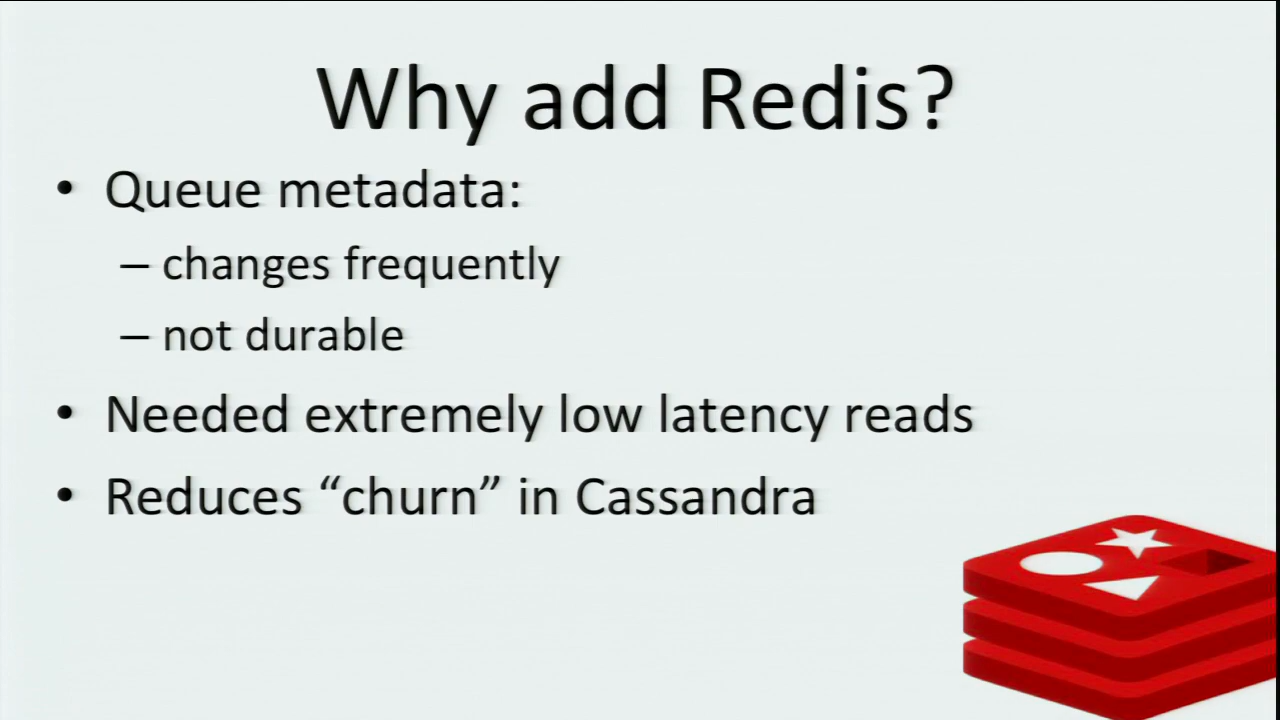 Why add Redis?
• Queue metadata:
– changes frequently
– not durable
• Needed extremely low latency reads
• Reduces “churn” in Cassandra